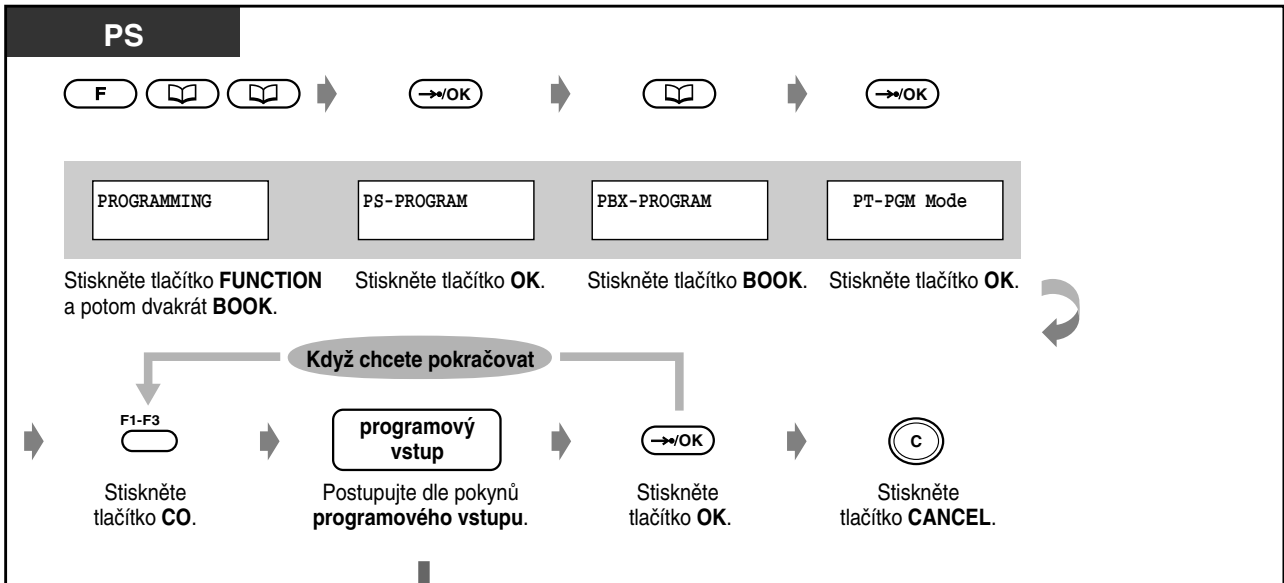 PS
F
→/OK
→/OK
PROGRAMMING
PS-PROGRAM
PBX-PROGRAM
PT-PGM Mode
Stiskněte tlačítko FUNCTION
a potom dvakrát BOOK.
Stiskněte tlačítko OK.
Stiskněte tlačítko BOOK.
Stiskněte tlačítko OK.
Když chcete pokračovat
F1-F3
programový
vstup
→/OK
C
Stiskněte
tlačítko CO.
Postupujte dle pokynů
programového vstupu.
Stiskněte
tlačítko OK.
Stiskněte
tlačítko CANCEL.